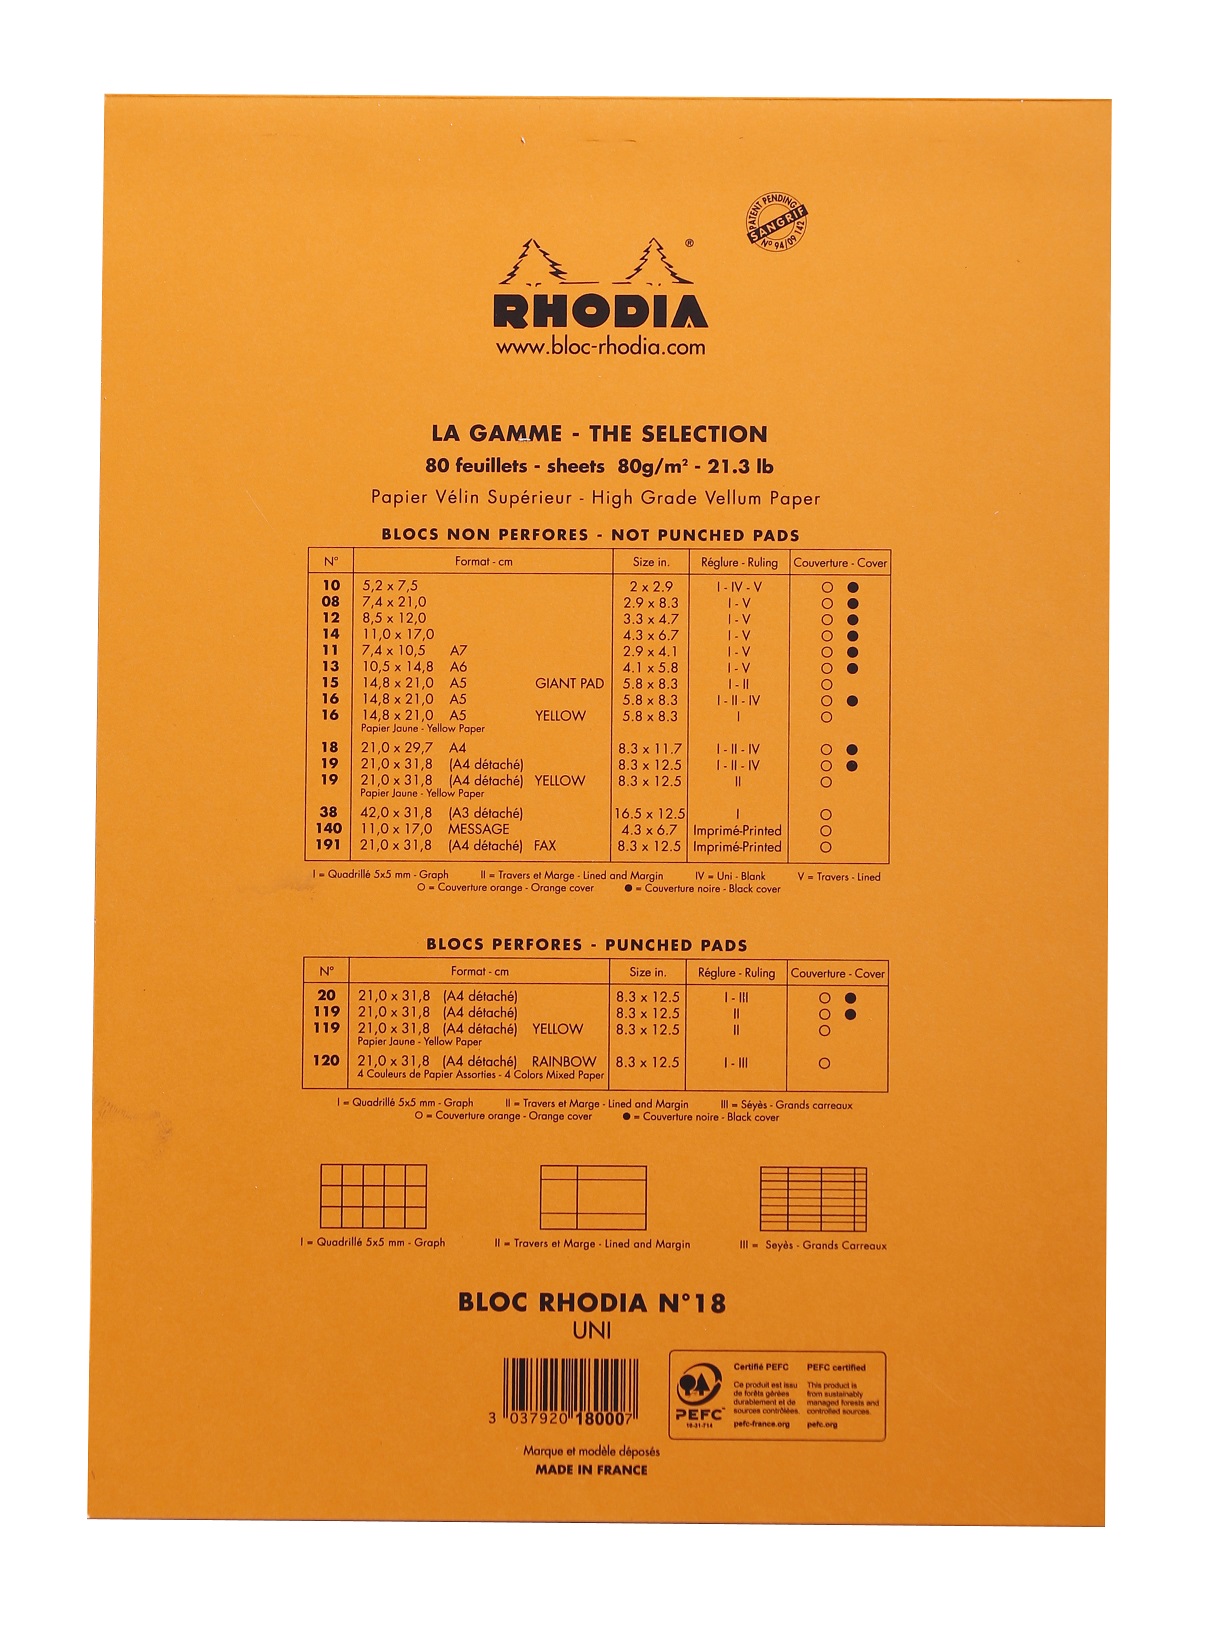 PATENT PENDING
SANGRIF
N° 94/09 142
®
RHODIA
www.bloc-rhodia.com
LA GAMME - THE SELECTION
80 feuillets - sheets 80g/m² - 21.3 lb
Papier Vélin Supérieur - High Grade Vellum Paper
BLOCS NON PERFORES - NOT PUNCHED PADS
N° Format - cm Size in. Réglure - Ruling Couverture - Cover
10 5,2 x 7,5 2 x 2.9 I - IV - V ○ ●
08 7,4 x 21,0 2.9 x 8.3 I - V ○ ●
12 8,5 x 12,0 3.3 x 4.7 I - V ○ ●
14 11,0 x 17,0 4.3 x 6.7 I - V ○ ●
11 7,4 x 10,5 A7 2.9 x 4.1 I - V ○ ●
13 10,5 x 14,8 A6 4.1 x 5.8 I - V ○ ●
15 14,8 x 21,0 A5 GIANT PAD 5.8 x 8.3 I - II ○
16 14,8 x 21,0 A5 5.8 x 8.3 I - II - IV ○ ●
16 14,8 x 21,0 A5 YELLOW 5.8 x 8.3 I ○
Papier Jaune - Yellow Paper
18 21,0 x 29,7 A4 8.3 x 11.7 I - II - IV ○ ●
19 21,0 x 31,8 (A4 détaché) 8.3 x 12.5 I - II - IV ○ ●
19 21,0 x 31,8 (A4 détaché) YELLOW 8.3 x 12.5 II ○
Papier Jaune - Yellow Paper
38 42,0 x 31,8 (A3 détaché) 16.5 x 12.5 I ○
140 11,0 x 17,0 MESSAGE 4.3 x 6.7 Imprimé-Printed ○
191 21,0 x 31,8 (A4 détaché) FAX 8.3 x 12.5 Imprimé-Printed ○
I = Quadrillé 5x5 mm - Graph II = Travers et Marge - Lined and Margin IV = Uni - Blank V = Travers - Lined
○ = Couverture orange - Orange cover ● = Couverture noire - Black cover
BLOCS PERFORES - PUNCHED PADS
N° Format - cm Size in. Réglure - Ruling Couverture - Cover
20 21,0 x 31,8 (A4 détaché) 8.3 x 12.5 I - III ○ ●
119 21,0 x 31,8 (A4 détaché) 8.3 x 12.5 II ○ ●
119 21,0 x 31,8 (A4 détaché) YELLOW 8.3 x 12.5 II ○
Papier Jaune - Yellow Paper
120 21,0 x 31,8 (A4 détaché) RAINBOW 8.3 x 12.5 I - III ○
4 Couleurs de Papier Assorties - 4 Colors Mixed Paper
I = Quadrillé 5x5 mm - Graph II = Travers et Marge - Lined and Margin III = Séyès - Grands carreaux
○ = Couverture orange - Orange cover ● = Couverture noire - Black cover
I = Quadrillé 5x5 mm - Graph II = Travers et Marge - Lined and Margin III = Seyès - Grands Carreaux
BLOC RHODIA N°18
UNI
3 037920 180007
PEFC
10-31-714
Certifié PEFC
Ce produit est issu
de forêts gérées
durablement et de
sources contrôlées.
pefc-france.org
PEFC certified
This product is
from sustainably
managed forests and
controlled sources.
pefc.org
Marque et modèle déposés
MADE IN FRANCE